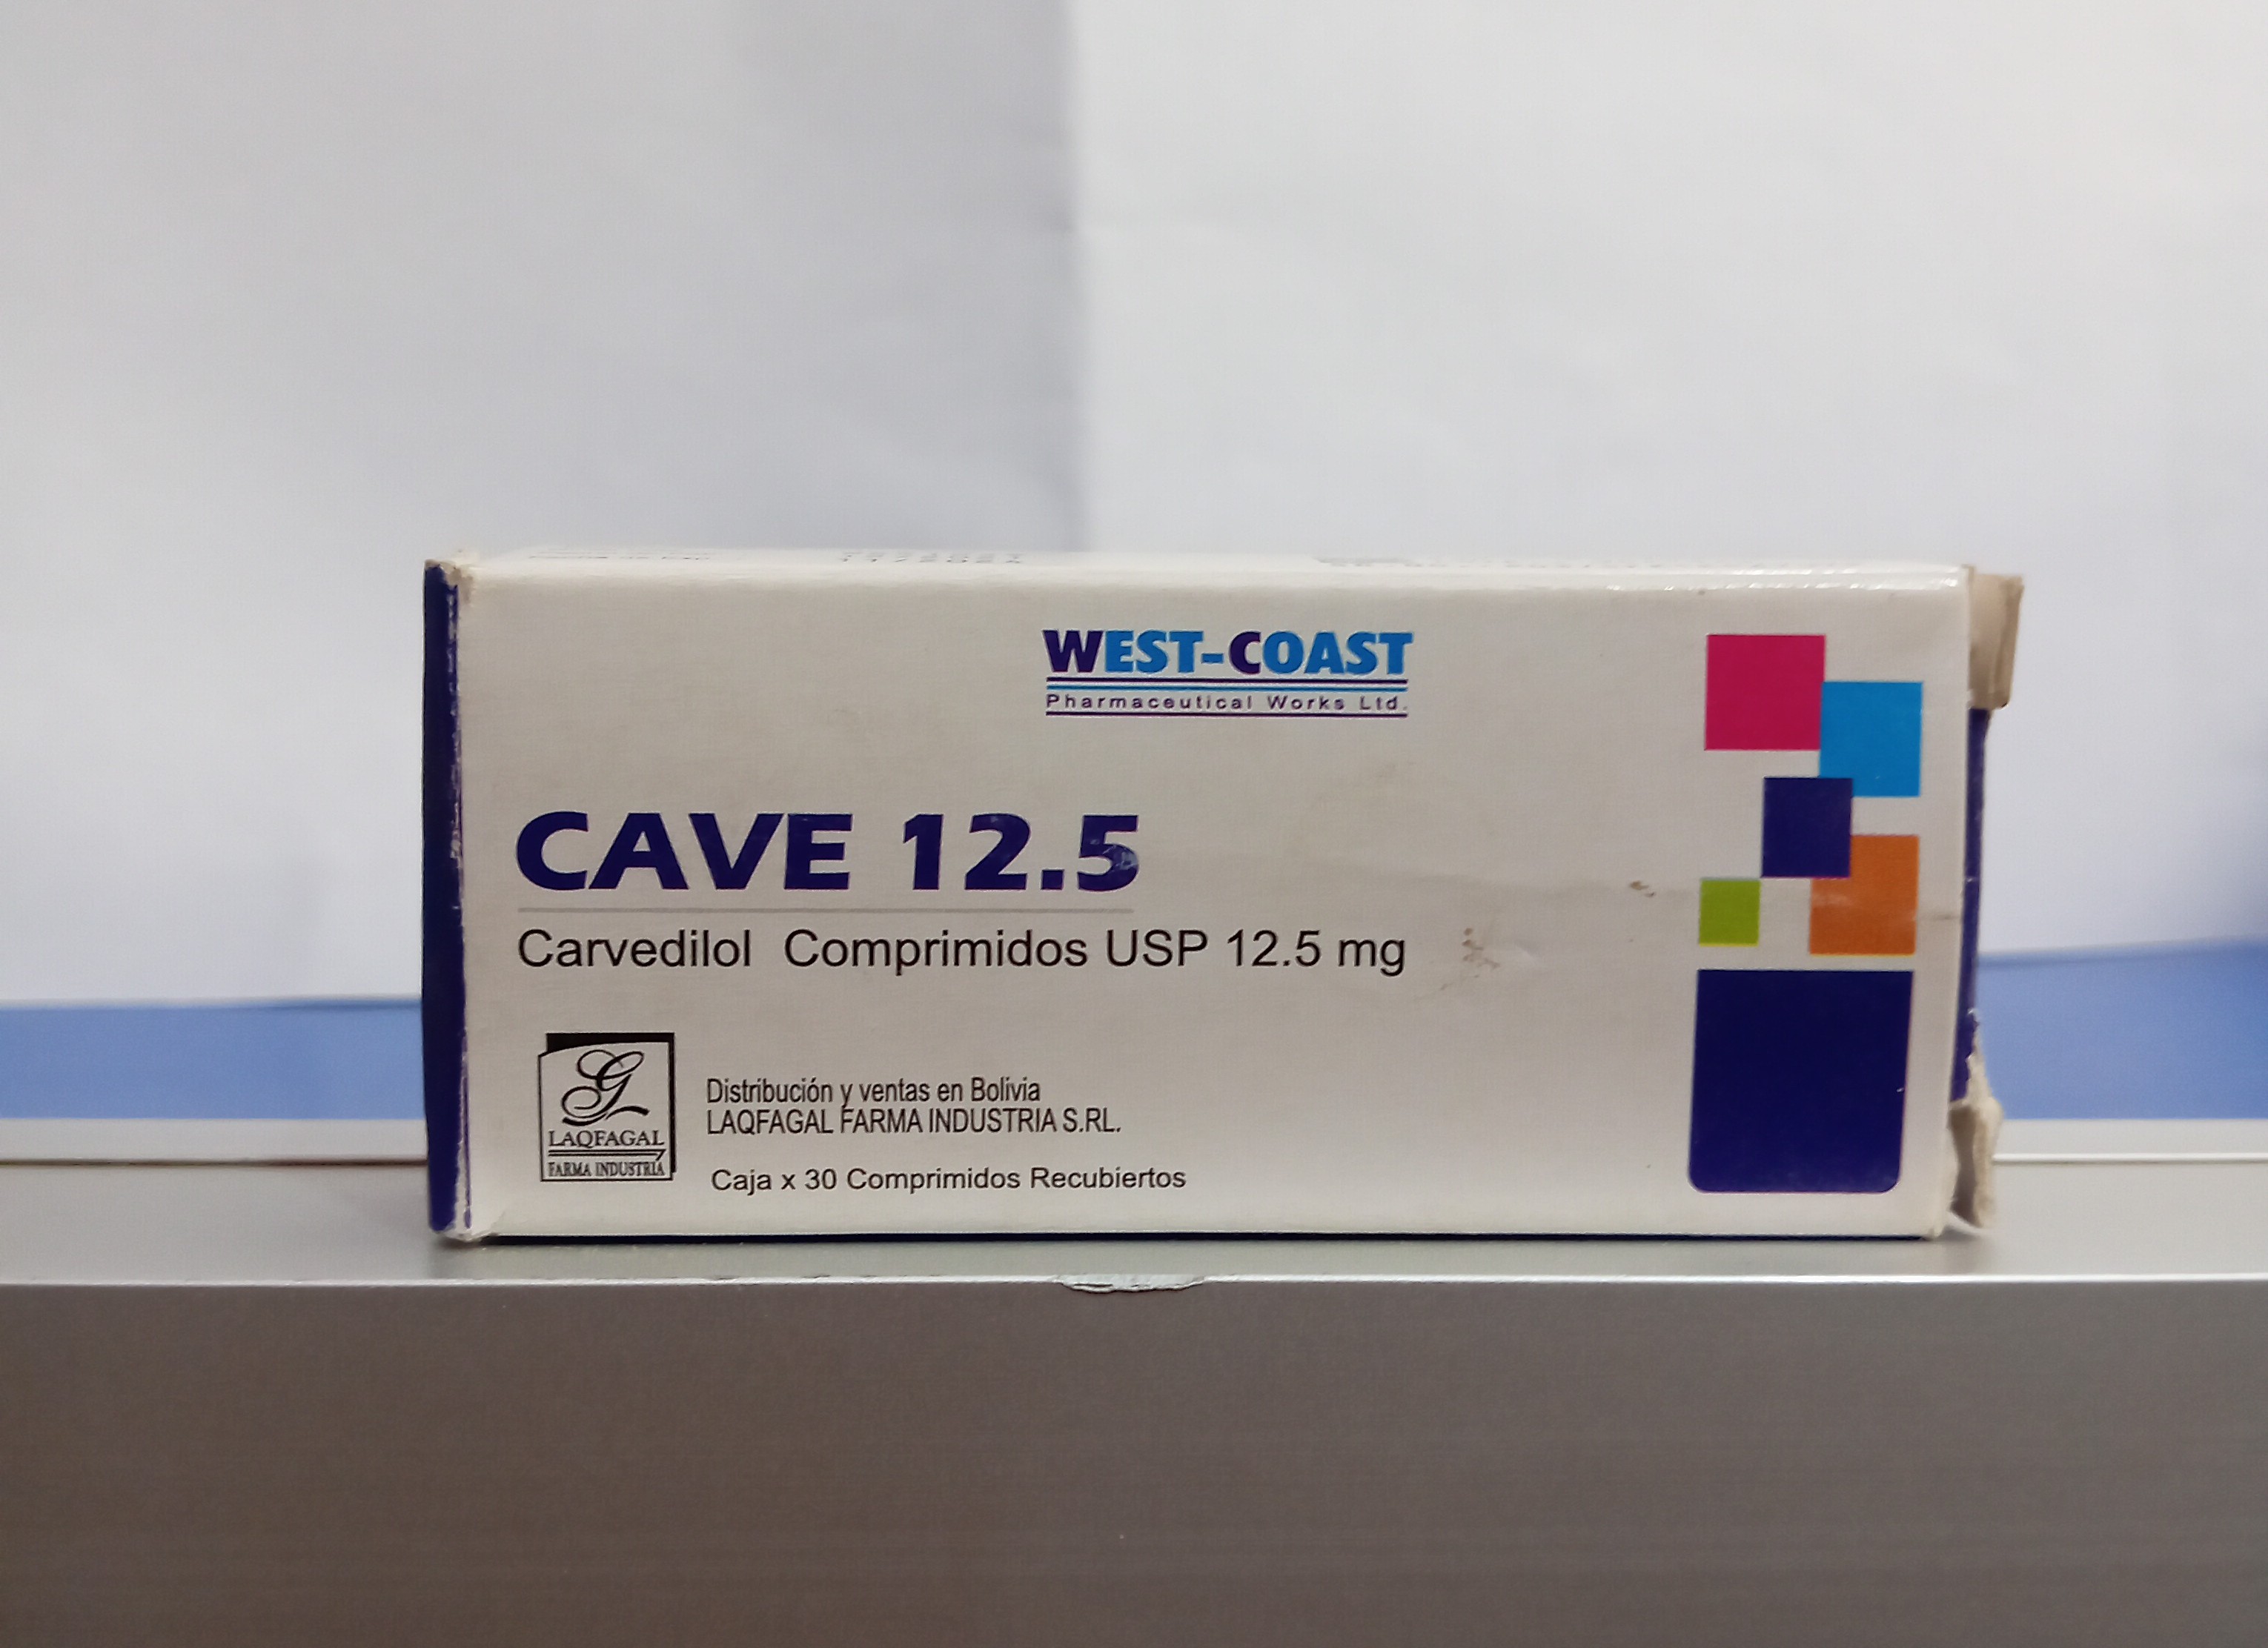 WEST-COAST
Pharmaceutical Works Ltd.
CAVE 12.5
Carvedilol Comprimidos USP 12.5 mg
G
LAQFAGAL
FARMA INDUSTRIA
Distribución y ventas en Bolivia
LAQFAGAL FARMA INDUSTRIA S.RL.
Caja x 30 Comprimidos Recubiertos